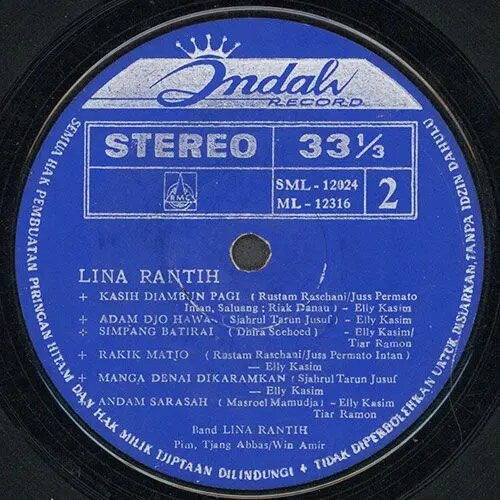 Indah
RECORD
STEREO 33 1/3
RMC
SML - 12024
ML - 12316
2
LINA RANTIH
+ KASIH DIAMBUN PAGI ( Rustam Raschani/Juss Permato
Intan, Saluang ; Riak Danau ) - Elly Kasim
+ ADAM DJO HAWA ( Sjahrul Tarun Jusuf ) - Elly Kasim
+ SIMPANG BATIRAI ( ) - Elly Kasim/
Tiar Ramon
+ RAKIK MATJO ( Rustam Raschani/Juss Permato Intan )
— Elly Kasim
+ MANGA DENAI DIKARAMKAN ( Sjahrul Tarun Jusuf
— Elly Kasim
+ ANDAM SARASAH ( Masroel Mamudja ) - Elly Kasim
Tiar Ramon
Band LINA RANTIH
Pim, Tjang Abbas/Win Amir
SEMUA HAK PEMBUATAN PIRINGAN HITAM DAN HAK MILIK TJIPTAAN DILINDUNGI + TIDAK DIPERBOLEHKAN UNTUK DISIARKAN, TANPA IDZIN DAHULU